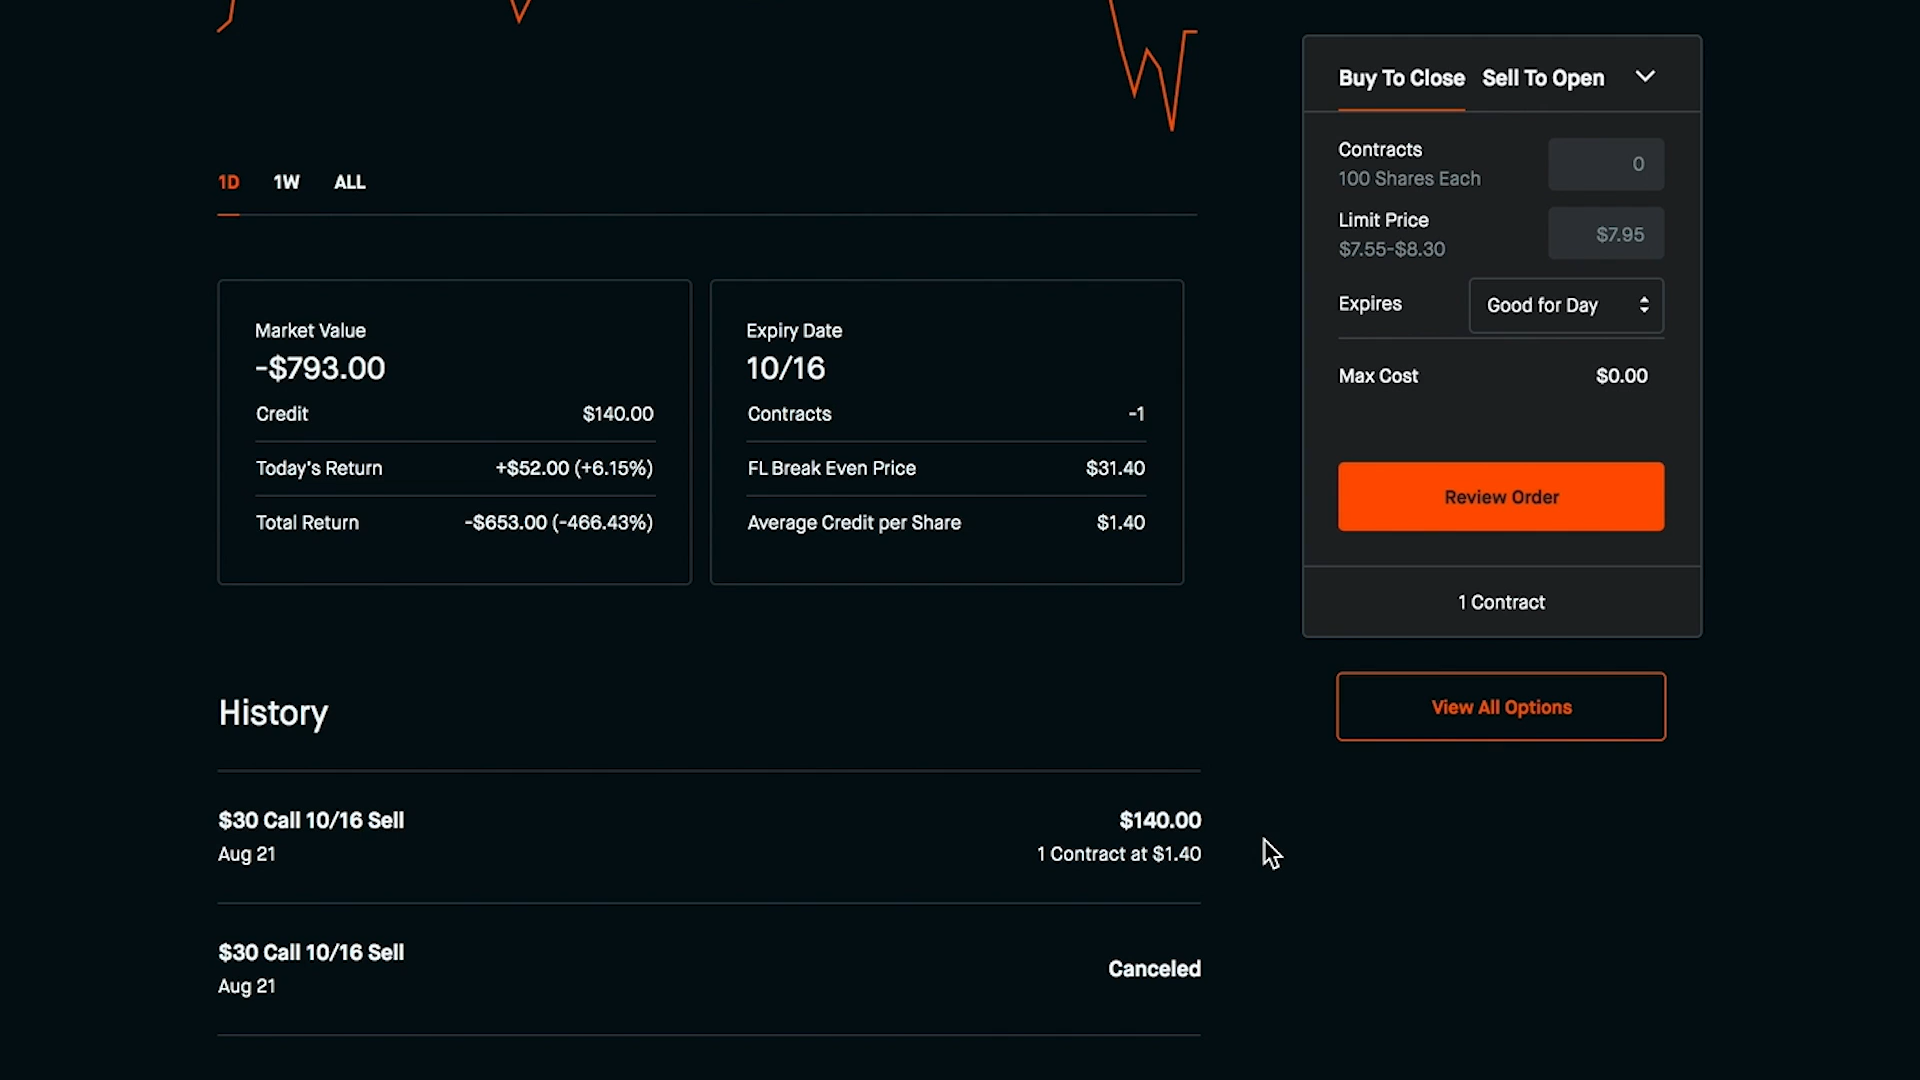 1D 1W ALL
Market Value
-$793.00
Credit $140.00
Today's Return +$52.00 (+6.15%)
Total Return -$653.00 (-466.43%)
Expiry Date
10/16
Contracts -1
FL Break Even Price $31.40
Average Credit per Share $1.40
History
$30 Call 10/16 Sell $140.00
Aug 21 1 Contract at $1.40
$30 Call 10/16 Sell
Aug 21
Canceled
Buy To Close Sell To Open
Contracts
100 Shares Each
0
Limit Price
$7.55-$8.30
$7.95
Expires Good for Day
Max Cost $0.00
Review Order
1 Contract
View All Options